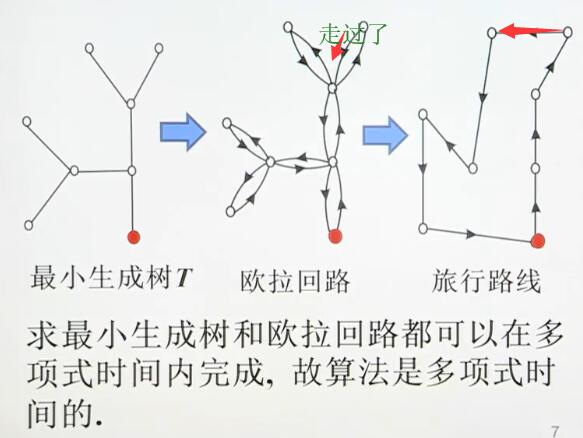 走过了
最小生成树T 欧拉回路 旅行路线
求最小生成树和欧拉回路都可以在多
项式时间内完成, 故算法是多项式时
间的.
7